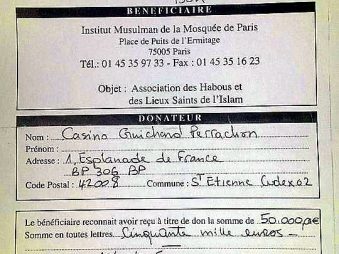 BENEFICIAIRE
Institut Musulman de la Mosquée de Paris
Place de Puits de l'Ermitage
75005 Paris
Tél.: 01 45 35 97 33 - Fax : 01 45 35 16 23
Objet : Association des Habous et
des Lieux Saints de l'Islam
DONATEUR
Nom : Casino Guichard Perrachon
Prénom :
Adresse : 1, Esplanade de France
BP 306 BP
Code Postal : 42008 Commune : St Etienne Cedex 02
Le bénéficiaire reconnait avoir reçu à titre de don la somme de 50.000,00€
Somme en toutes lettres. Cinquante mille euros -